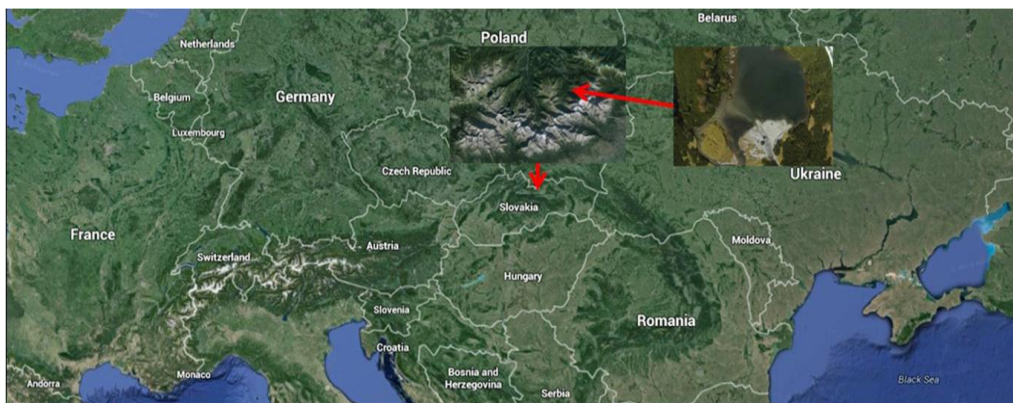 Belarus
Poland
Netherlands
Germany
Belgium
Luxembourg
Czech Republic
Ukraine
Slovakia
France
Moldova
Austria
Switzerland
Hungary
Slovenia
Romania
Croatia
Monaco
Bosnia and
Herzegovina
Black Sea
Andorra
Serbia